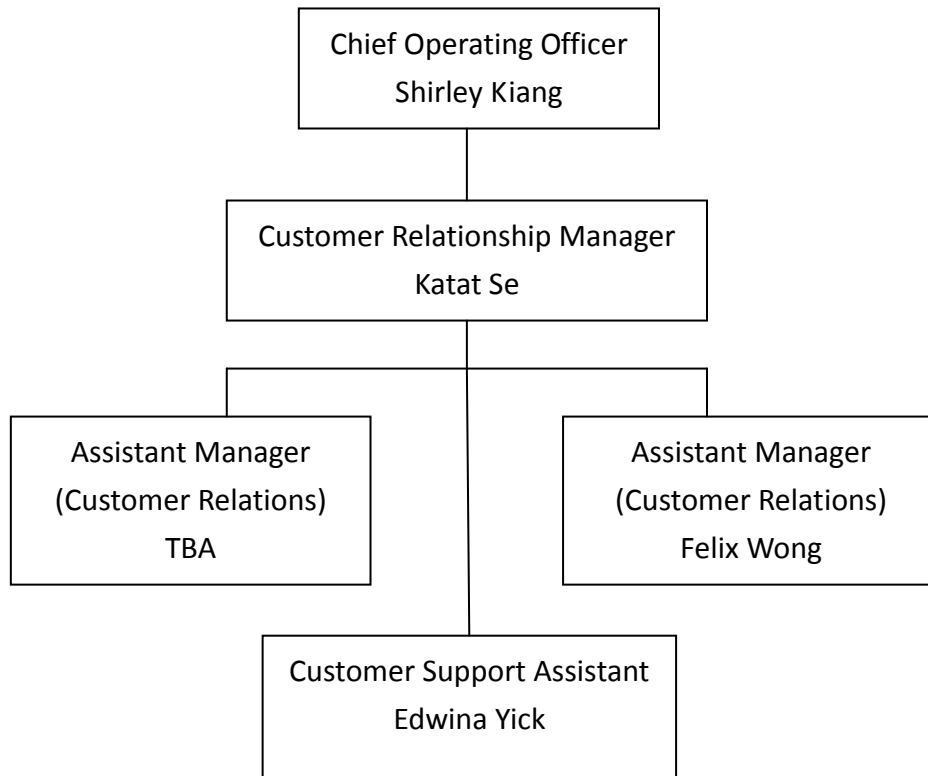 Chief Operating Officer
Shirley Kiang
Customer Relationship Manager
Katat Se
Assistant Manager
(Customer Relations)
TBA
Assistant Manager
(Customer Relations)
Felix Wong
Customer Support Assistant
Edwina Yick